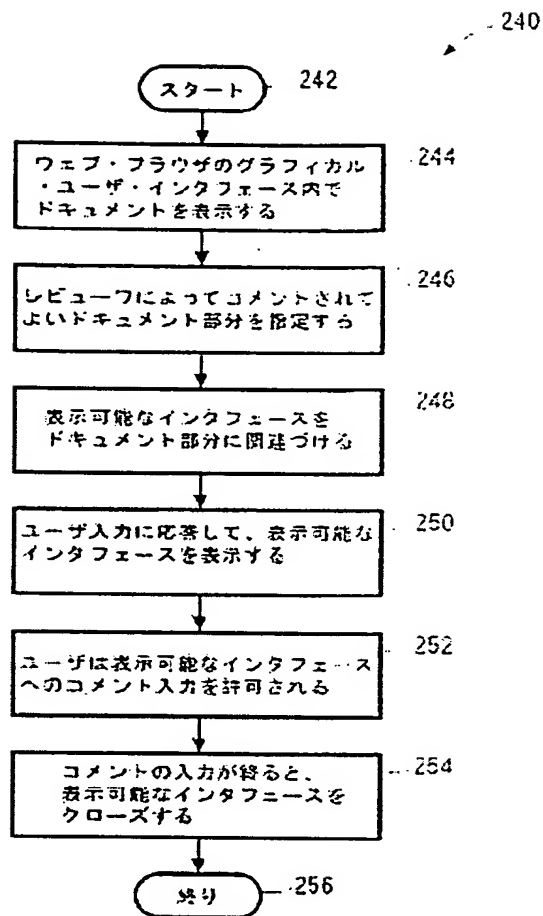 240
スタート
242
ウェブ・ブラウザのグラフィカル
・ユーザ・インタフェース内で
ドキュメントを表示する
244
レビューワによってコメントされて
よいドキュメント部分を指定する
246
表示可能なインタフェースを
ドキュメント部分に関連づける
248
ユーザ入力に応答して、表示可能な
インタフェースを表示する
250
ユーザは表示可能なインタフェース
へのコメント入力を許可される
252
コメントの入力が終ると、
表示可能なインタフェースを
クローズする
254
終り
256